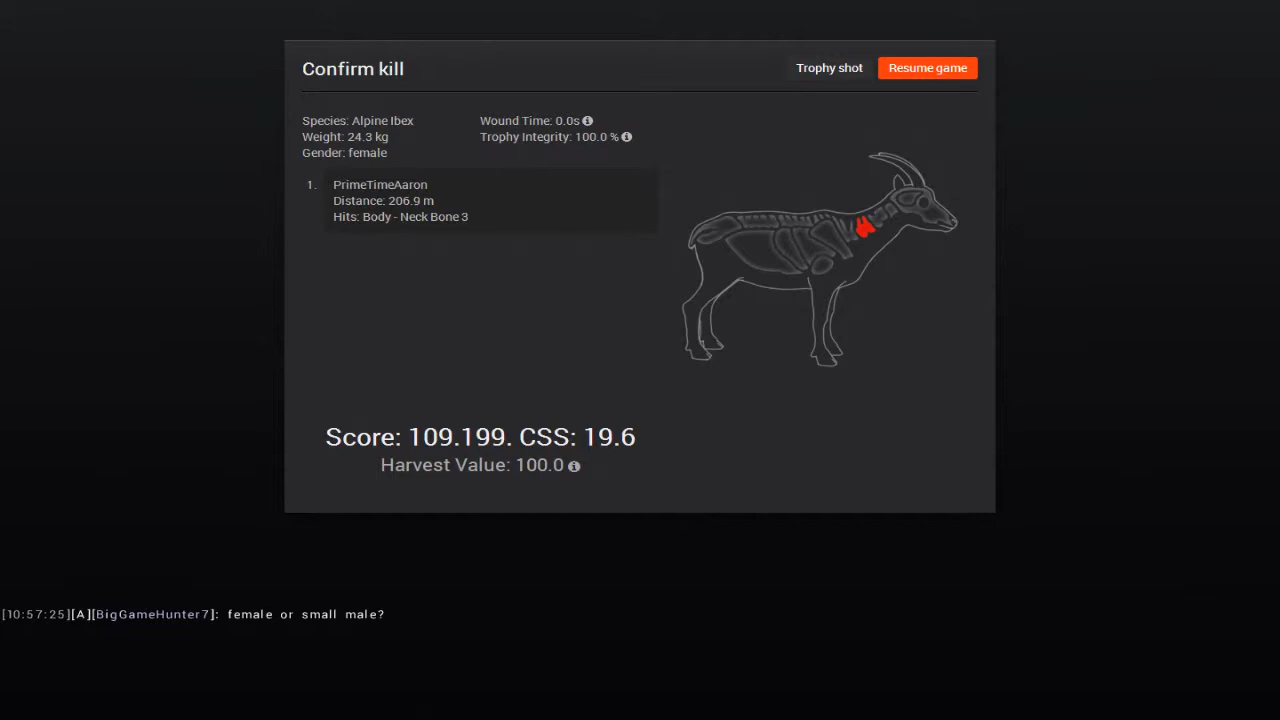 Confirm kill
Trophy shot
Resume game
Species: Alpine Ibex
Weight: 24.3 kg
Gender: female
Wound Time: 0.0s
Trophy Integrity: 100.0 %
1. PrimeTimeAaron
Distance: 206.9 m
Hits: Body - Neck Bone 3
Score: 109.199. CSS: 19.6
Harvest Value: 100.0
[10:57:25][A][BigGameHunter7]: female or small male?